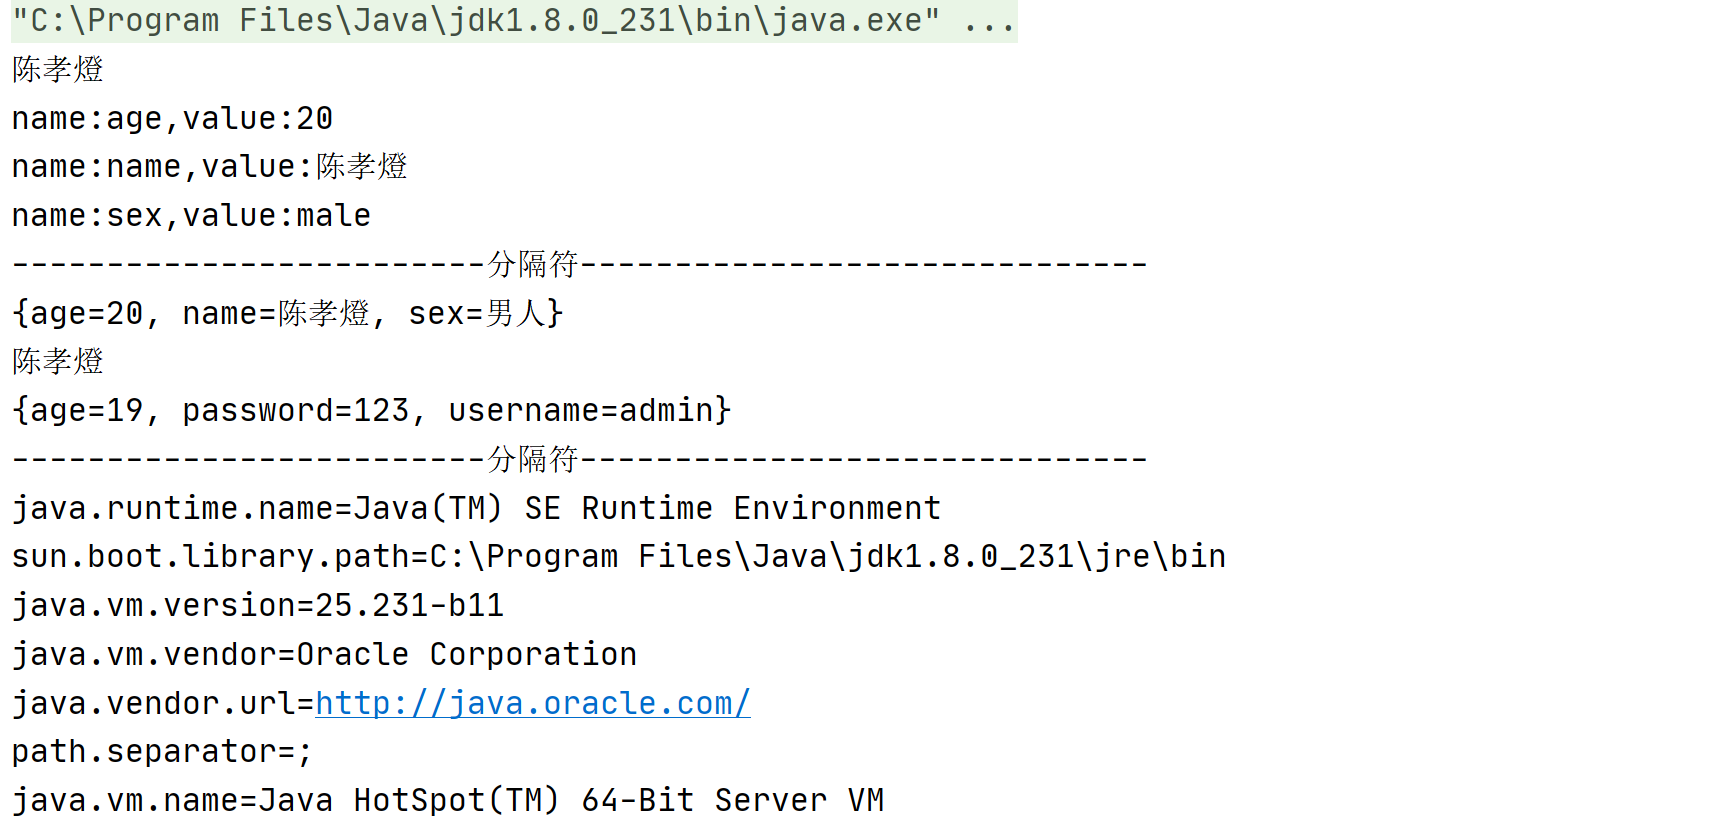 "C:\Program Files\Java\jdk1.8.0_231\bin\java.exe" ...
陈孝燈
name:age,value:20
name:name,value:陈孝燈
name:sex,value:male
-------------------------分隔符------------------------------
{age=20, name=陈孝燈, sex=男人}
陈孝燈
{age=19, password=123, username=admin}
-------------------------分隔符------------------------------
java.runtime.name=Java(TM) SE Runtime Environment
sun.boot.library.path=C:\Program Files\Java\jdk1.8.0_231\jre\bin
java.vm.version=25.231-b11
java.vm.vendor=Oracle Corporation
java.vendor.url=http://java.oracle.com/
path.separator=;
java.vm.name=Java HotSpot(TM) 64-Bit Server VM